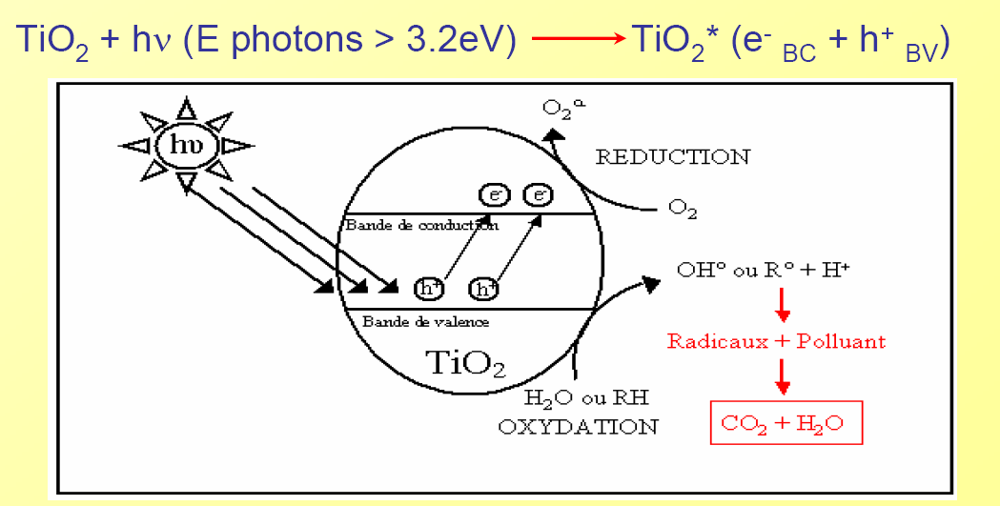 TiO₂ + hν (E photons > 3.2eV) ⟶ TiO₂* (e⁻ BC + h⁺ BV)
hυ
O₂°
REDUCTION
e⁻ e⁻
O₂
Bande de conduction
OH° ou R° + H⁺
h⁺ h⁺
Bande de valence
Radicaux + Polluant
TiO₂
H₂O ou RH
OXYDATION
CO₂ + H₂O